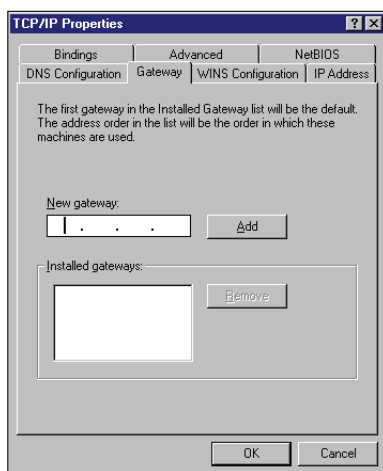 TCP/IP Properties
Bindings Advanced NetBIOS
DNS Configuration Gateway WINS Configuration IP Address
The first gateway in the Installed Gateway list will be the default.
The address order in the list will be the order in which these
machines are used.
New gateway:
. . .
Add
Installed gateways:
Remove
OK Cancel